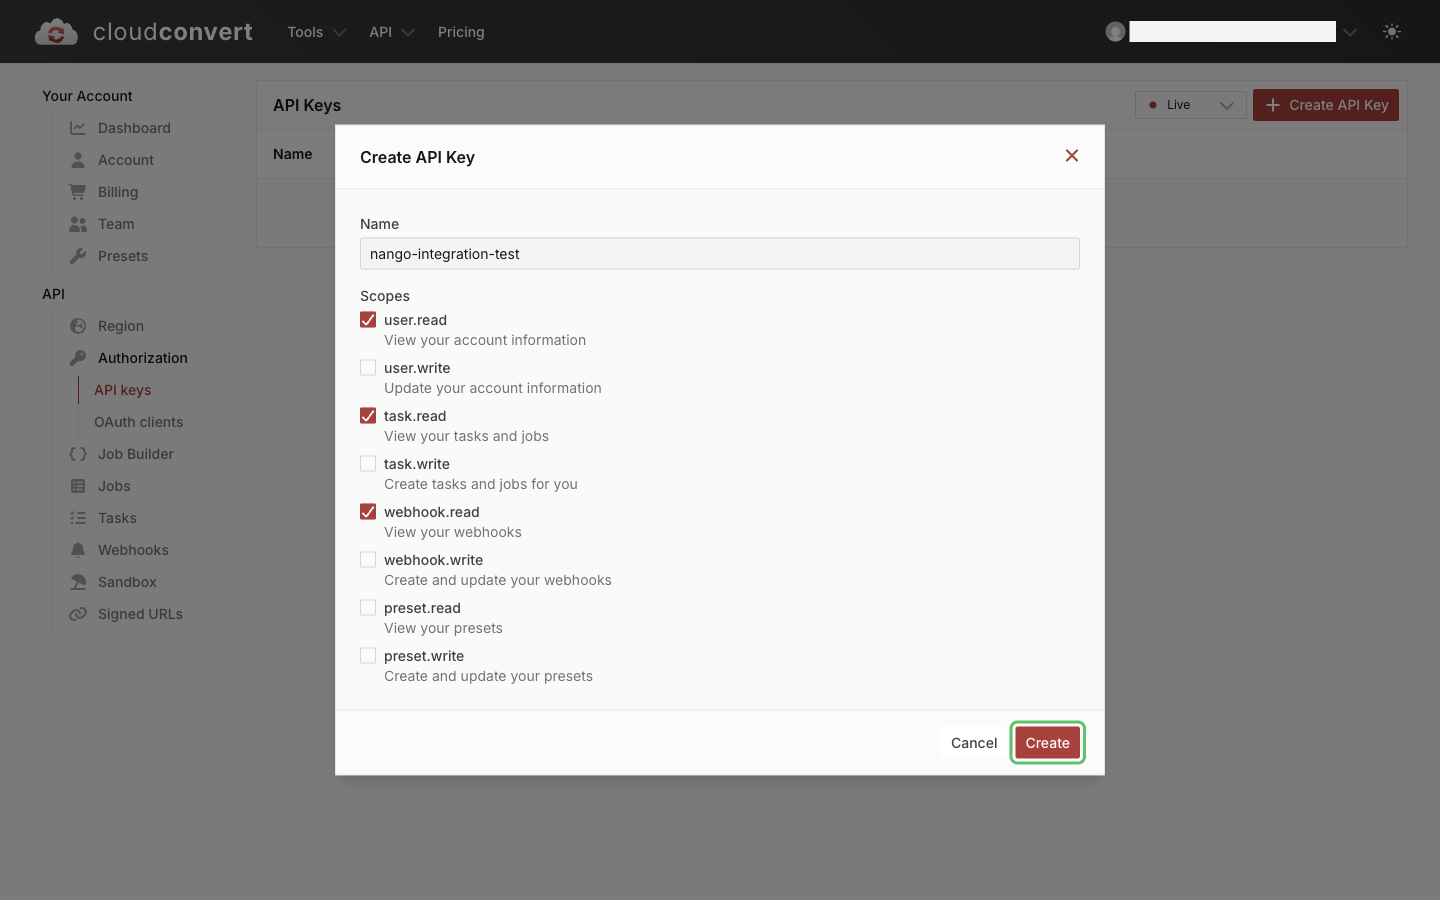 cloudconvert
Tools
API
Pricing
Your Account
Dashboard
Account
Billing
Team
Presets
API
Region
Authorization
API keys
OAuth clients
Job Builder
Jobs
Tasks
Webhooks
Sandbox
Signed URLs
API Keys
Live
Create API Key
Name
Create API Key
Name
nango-integration-test
Scopes
user.read
View your account information
user.write
Update your account information
task.read
View your tasks and jobs
task.write
Create tasks and jobs for you
webhook.read
View your webhooks
webhook.write
Create and update your webhooks
preset.read
View your presets
preset.write
Create and update your presets
Cancel
Create